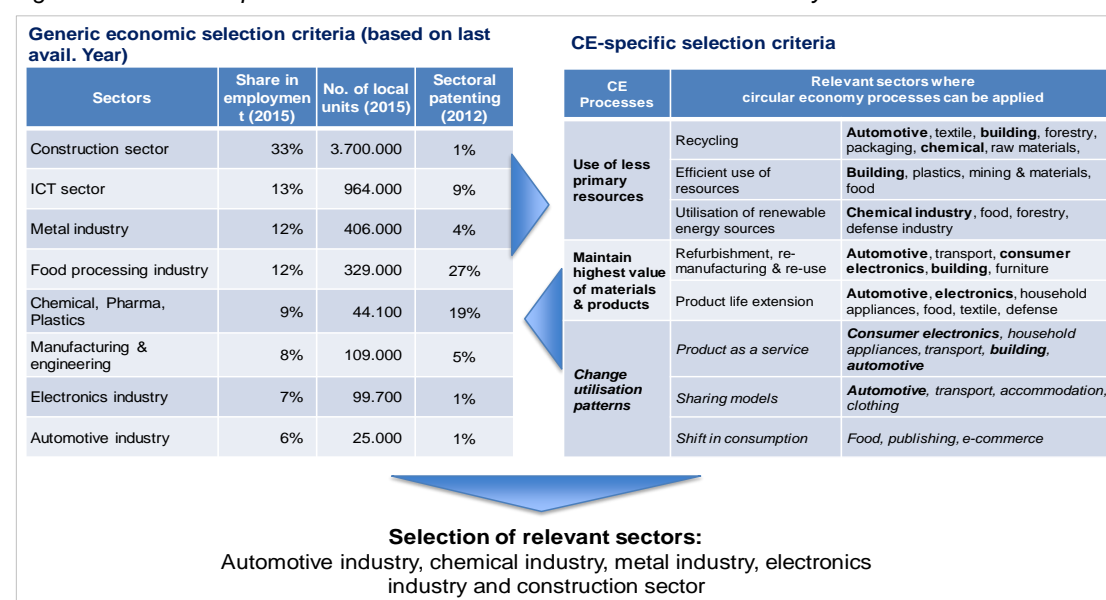 Generic economic selection criteria (based on last
avail. Year)
Sectors
Share in
employmen
t (2015)
No. of local
units (2015)
Sectoral
patenting
(2012)
Construction sector 33% 3.700.000 1%
ICT sector 13% 964.000 9%
Metal industry 12% 406.000 4%
Food processing industry 12% 329.000 27%
Chemical, Pharma,
Plastics 9% 44.100 19%
Manufacturing &
engineering 8% 109.000 5%
Electronics industry 7% 99.700 1%
Automotive industry 6% 25.000 1%
CE-specific selection criteria
CE
Processes
Relevant sectors where
circular economy processes can be applied
Use of less
primary
resources
Recycling
Automotive, textile, building, forestry,
packaging, chemical, raw materials,
Efficient use of
resources
Building, plastics, mining & materials,
food
Utilisation of renewable
energy sources
Chemical industry, food, forestry,
defense industry
Maintain
highest value
of materials
& products
Refurbishment, re-
manufacturing & re-use
Automotive, transport, consumer
electronics, building, furniture
Product life extension
Automotive, electronics, household
appliances, food, textile, defense
Change
utilisation
patterns
Product as a service
Consumer electronics, household
appliances, transport, building,
automotive
Sharing models
Automotive, transport, accommodation,
clothing
Shift in consumption
Food, publishing, e-commerce
Selection of relevant sectors:
Automotive industry, chemical industry, metal industry, electronics
industry and construction sector